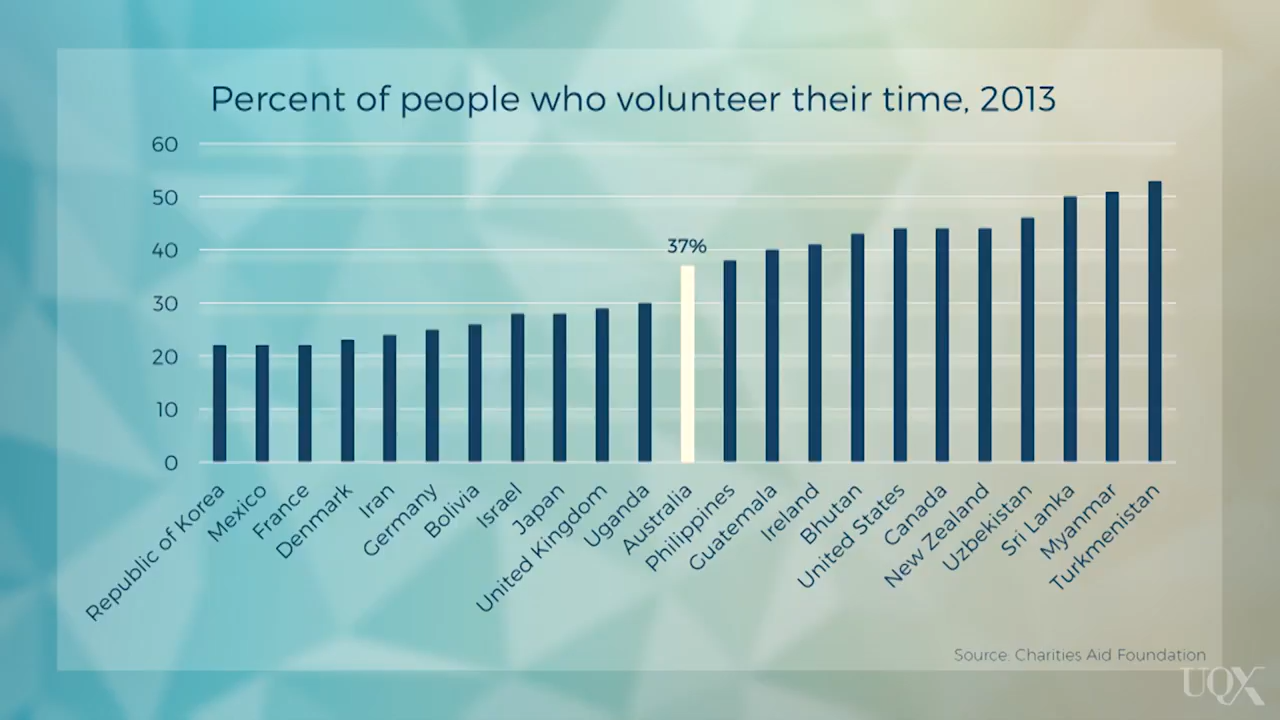 Percent of people who volunteer their time, 2013
60
50
40
30
20
10
0
37%
Republic of Korea
Mexico
France
Denmark
Iran
Germany
Bolivia
Israel
Japan
United Kingdom
Uganda
Australia
Philippines
Guatemala
Ireland
Bhutan
United States
Canada
New Zealand
Uzbekistan
Sri Lanka
Myanmar
Turkmenistan
Source: Charities Aid Foundation
UQX